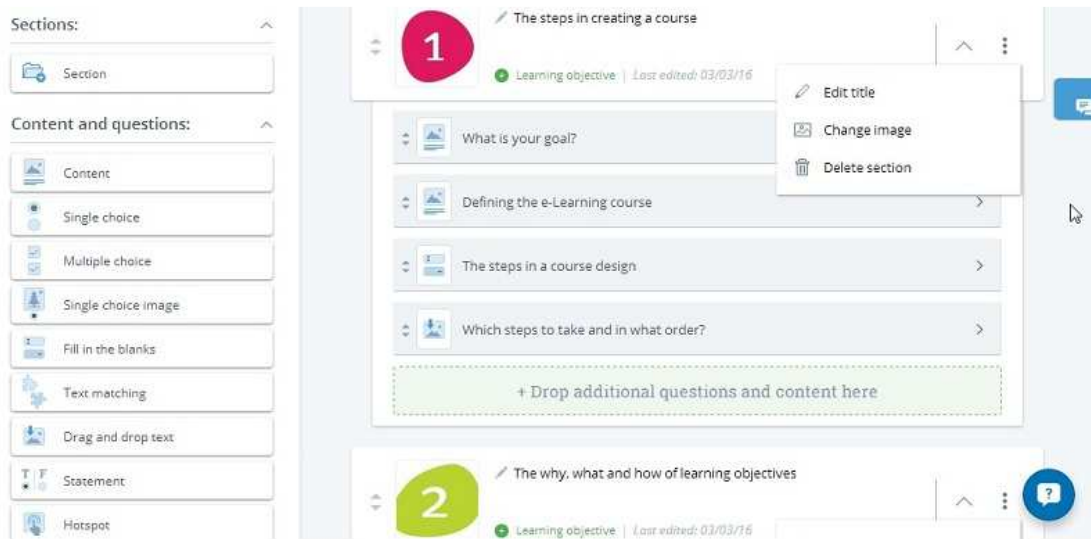 Sections:
Section
Content and questions:
Content
Single choice
Multiple choice
Single choice image
Fill in the blanks
Text matching
Drag and drop text
T F
Statement
Hotspot
1
The steps in creating a course
Learning objective | Last edited: 03/03/16
Edit title
Change image
Delete section
What is your goal?
Defining the e-Learning course
The steps in a course design
Which steps to take and in what order?
+ Drop additional questions and content here
2
The why, what and how of learning objectives
Learning objective | Last edited: 03/03/16
?